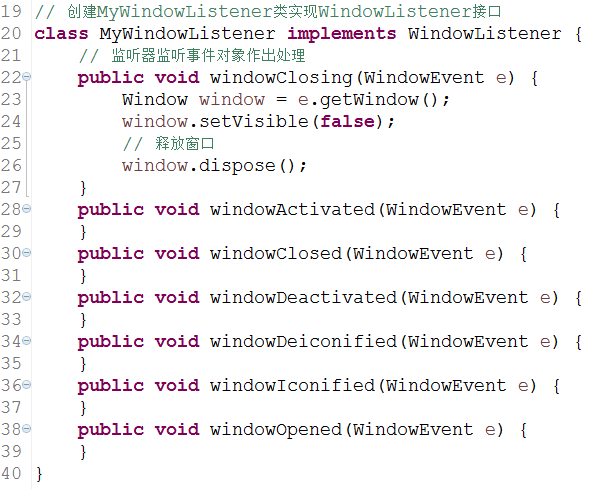 19 // 创建MyWindowListener类实现WindowListener接口
20 class MyWindowListener implements WindowListener {
21     // 监听器监听事件对象作出处理
22     public void windowClosing(WindowEvent e) {
23         Window window = e.getWindow();
24         window.setVisible(false);
25         // 释放窗口
26         window.dispose();
27     }
28     public void windowActivated(WindowEvent e) {
29     }
30     public void windowClosed(WindowEvent e) {
31     }
32     public void windowDeactivated(WindowEvent e) {
33     }
34     public void windowDeiconified(WindowEvent e) {
35     }
36     public void windowIconified(WindowEvent e) {
37     }
38     public void windowOpened(WindowEvent e) {
39     }
40 }